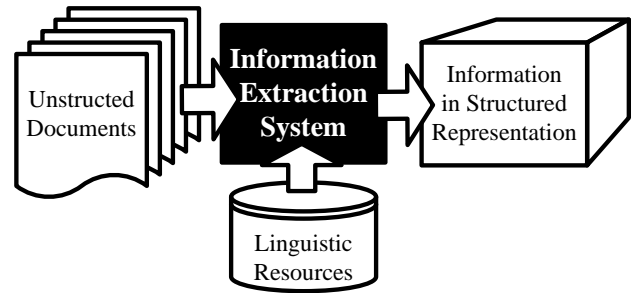 Unstructed
Documents
Information
Extraction
System
Information
in Structured
Representation
Linguistic
Resources